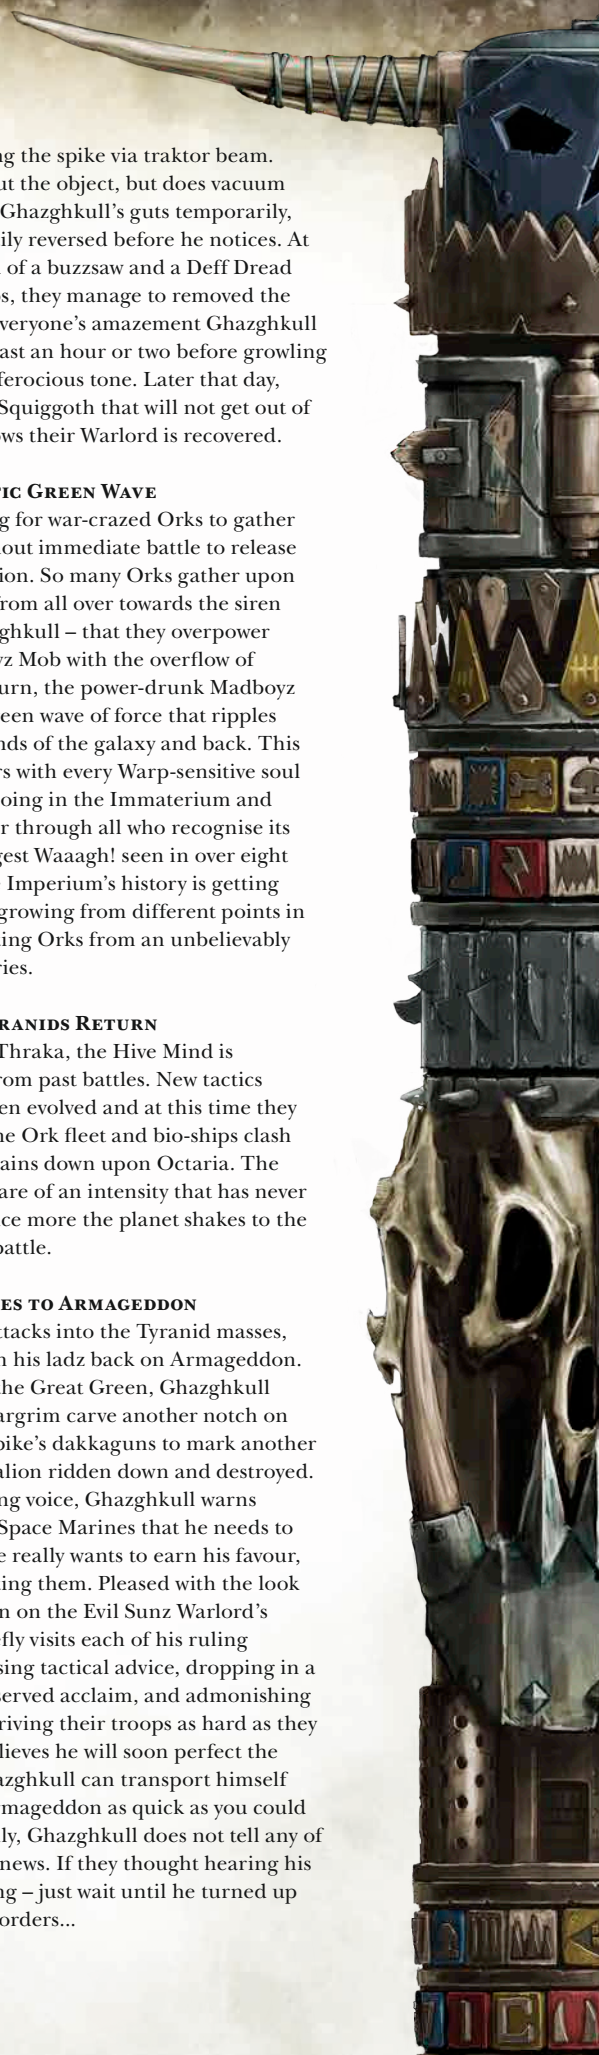 ng the spike via traktor beam.
ut the object, but does vacuum
Ghazghkull's guts temporarily,
ily reversed before he notices. At
of a buzzsaw and a Deff Dread
s, they manage to removed the
veryone's amazement Ghazghkull
ast an hour or two before growling
ferocious tone. Later that day,
Squiggoth that will not get out of
ows their Warlord is recovered.
tic Green Wave
g for war-crazed Orks to gather
hout immediate battle to release
ion. So many Orks gather upon
from all over towards the siren
ghkull – that they overpower
yz Mob with the overflow of
urn, the power-drunk Madboyz
een wave of force that ripples
nds of the galaxy and back. This
rs with every Warp-sensitive soul
oing in the Immaterium and
r through all who recognise its
gest Waaagh! seen in over eight
Imperium's history is getting
growing from different points in
ling Orks from an unbelievably
ries.
ranids Return
Thraka, the Hive Mind is
rom past battles. New tactics
en evolved and at this time they
he Ork fleet and bio-ships clash
ains down upon Octaria. The
are of an intensity that has never
ce more the planet shakes to the
battle.
es to Armageddon
ttacks into the Tyranid masses,
h his ladz back on Armageddon.
the Great Green, Ghazghkull
argrim carve another notch on
bike's dakkaguns to mark another
alion ridden down and destroyed.
ng voice, Ghazghkull warns
Space Marines that he needs to
e really wants to earn his favour,
ing them. Pleased with the look
n on the Evil Sunz Warlord's
efly visits each of his ruling
sing tactical advice, dropping in a
served acclaim, and admonishing
riving their troops as hard as they
lieves he will soon perfect the
azghkull can transport himself
rmageddon as quick as you could
ly, Ghazghkull does not tell any of
news. If they thought hearing his
ng – just wait until he turned up
orders...